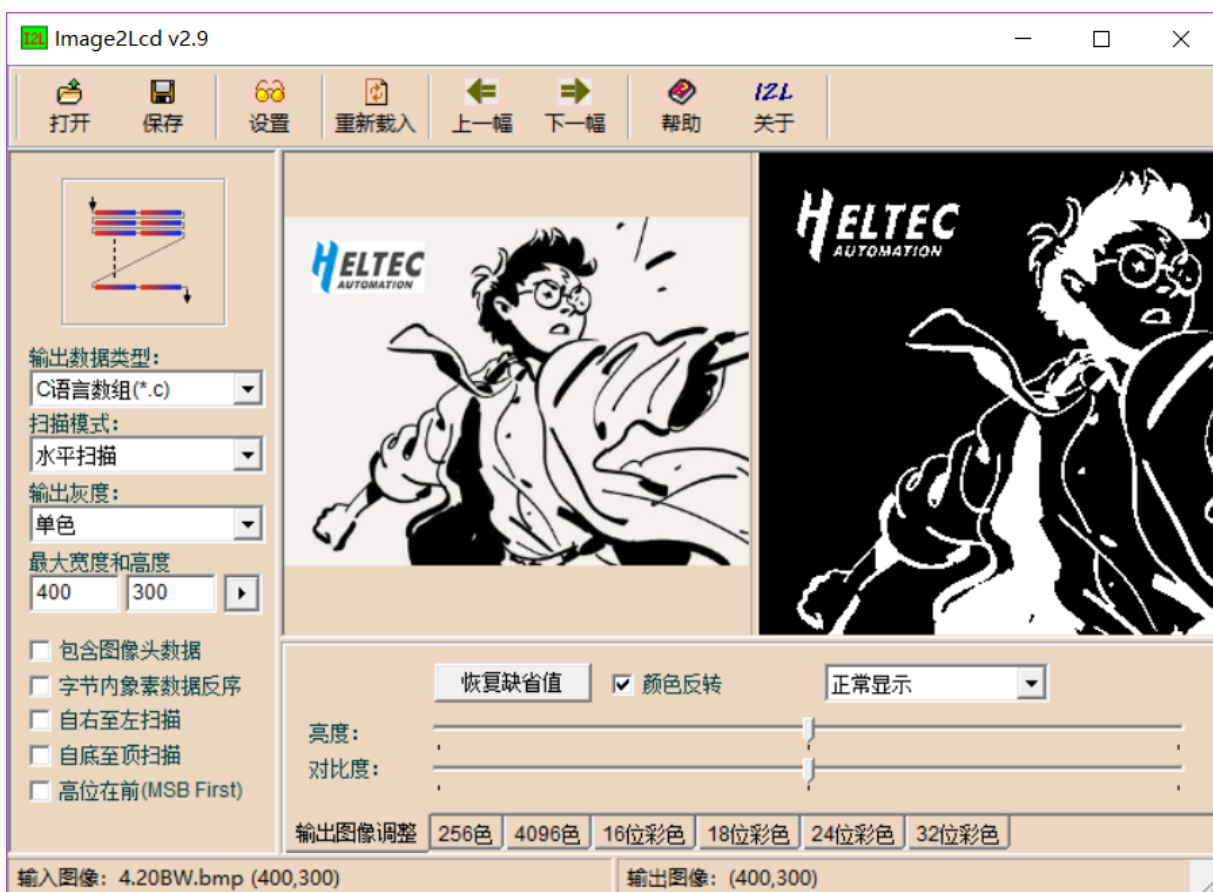 I2L Image2Lcd v2.9
打开 保存 设置 重新载入 上一幅 下一幅 帮助 I2L 关于
输出数据类型:
C语言数组(*.c)
扫描模式:
水平扫描
输出灰度:
单色
最大宽度和高度
400 300
包含图像头数据
字节内象素数据反序
自右至左扫描
自底至顶扫描
高位在前(MSB First)
HELTEC
AUTOMATION
HELTEC
AUTOMATION
恢复缺省值 颜色反转 正常显示
亮度:
对比度:
输出图像调整 256色 4096色 16位彩色 18位彩色 24位彩色 32位彩色
输入图像: 4.20BW.bmp (400,300) 输出图像: (400,300)